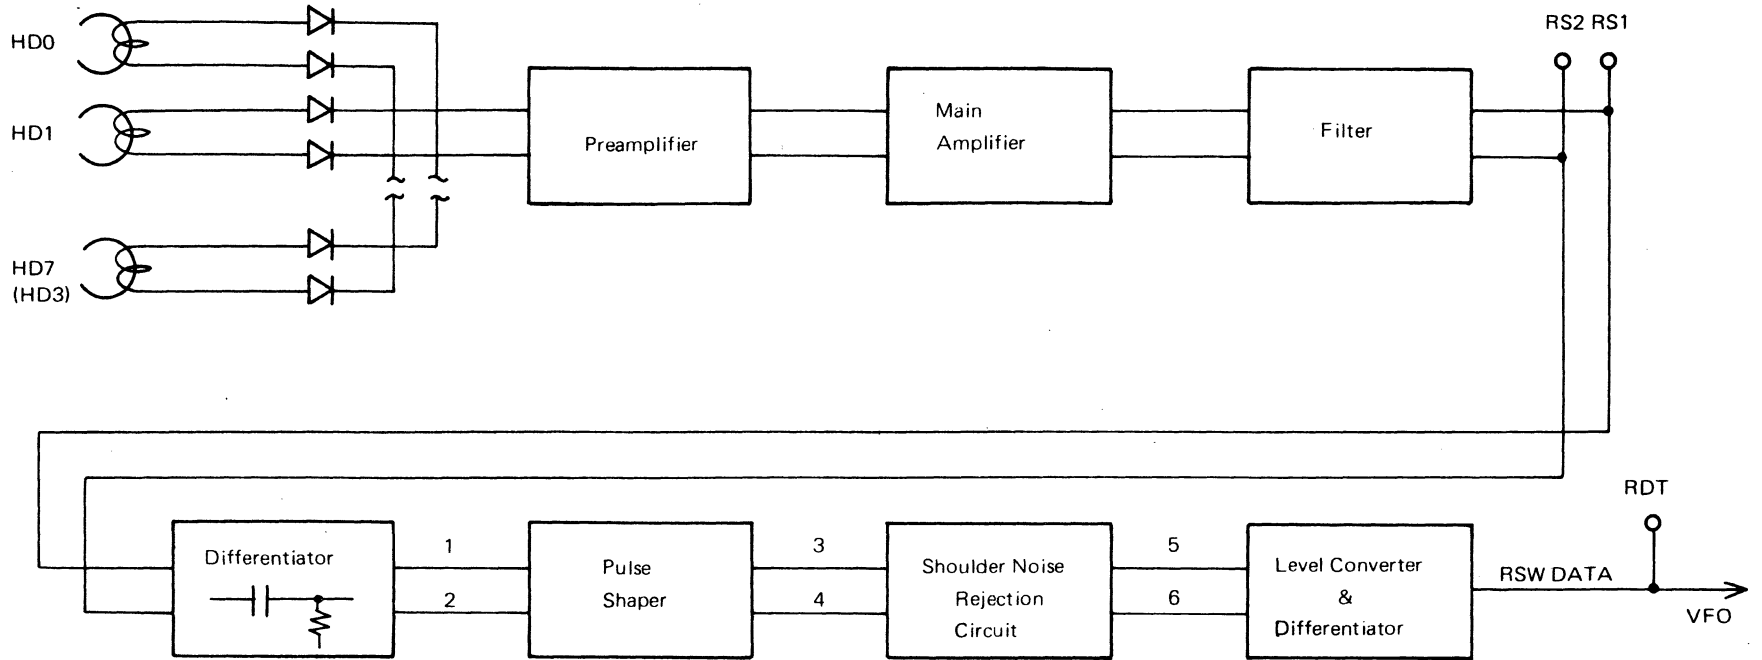 RS2 RS1
HD0
HD1
Preamplifier
Main
Amplifier
Filter
HD7
(HD3)
RDT
Differentiator
1
2
Pulse
Shaper
3
4
Shoulder Noise
Rejection
Circuit
5
6
Level Converter
&
Differentiator
RSW DATA
VFO